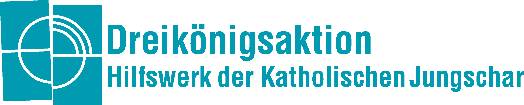 Dreikönigsaktion
Hilfswerk der Katholischen Jungschar